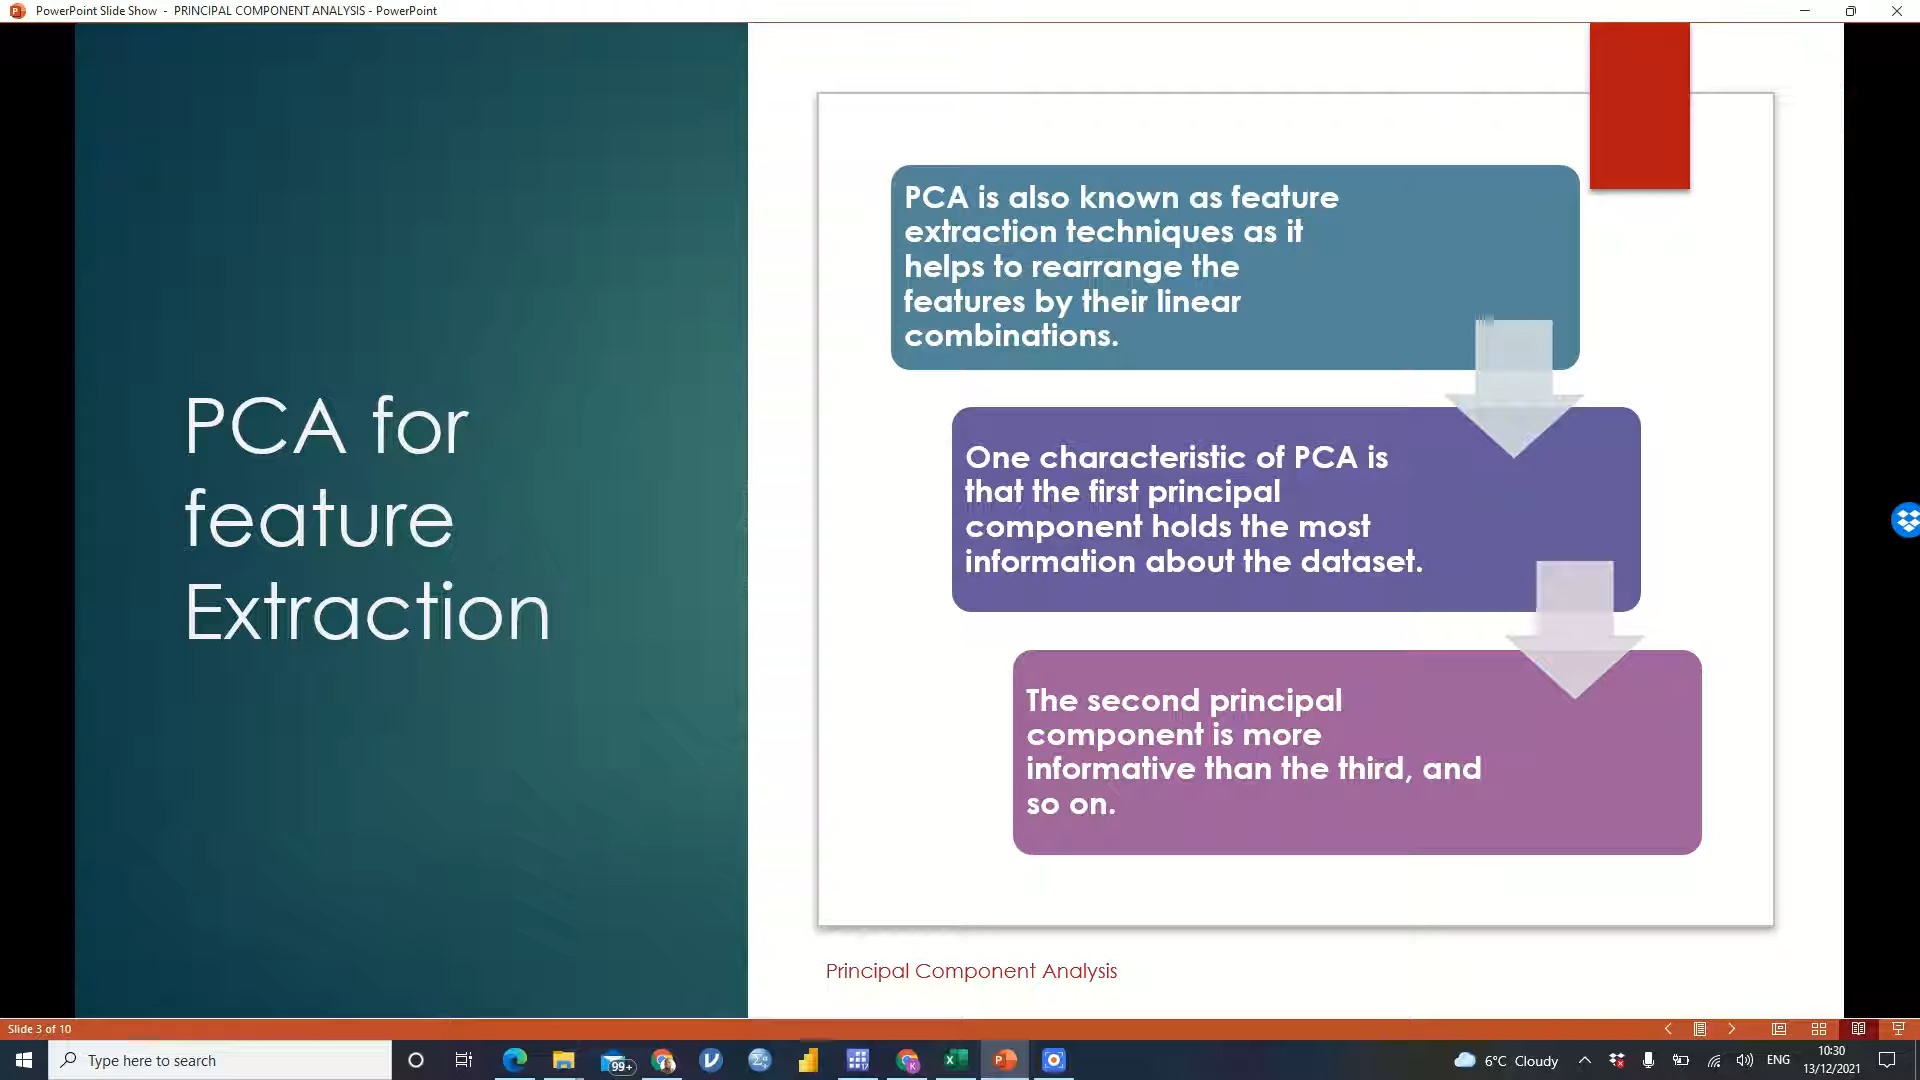 PowerPoint Slide Show - PRINCIPAL COMPONENT ANALYSIS - PowerPoint
PCA for
feature
Extraction
PCA is also known as feature
extraction techniques as it
helps to rearrange the
features by their linear
combinations.
One characteristic of PCA is
that the first principal
component holds the most
information about the dataset.
The second principal
component is more
informative than the third, and
so on.
Principal Component Analysis
Slide 3 of 10
Type here to search
99+
6°C Cloudy
ENG
10:30
13/12/2021